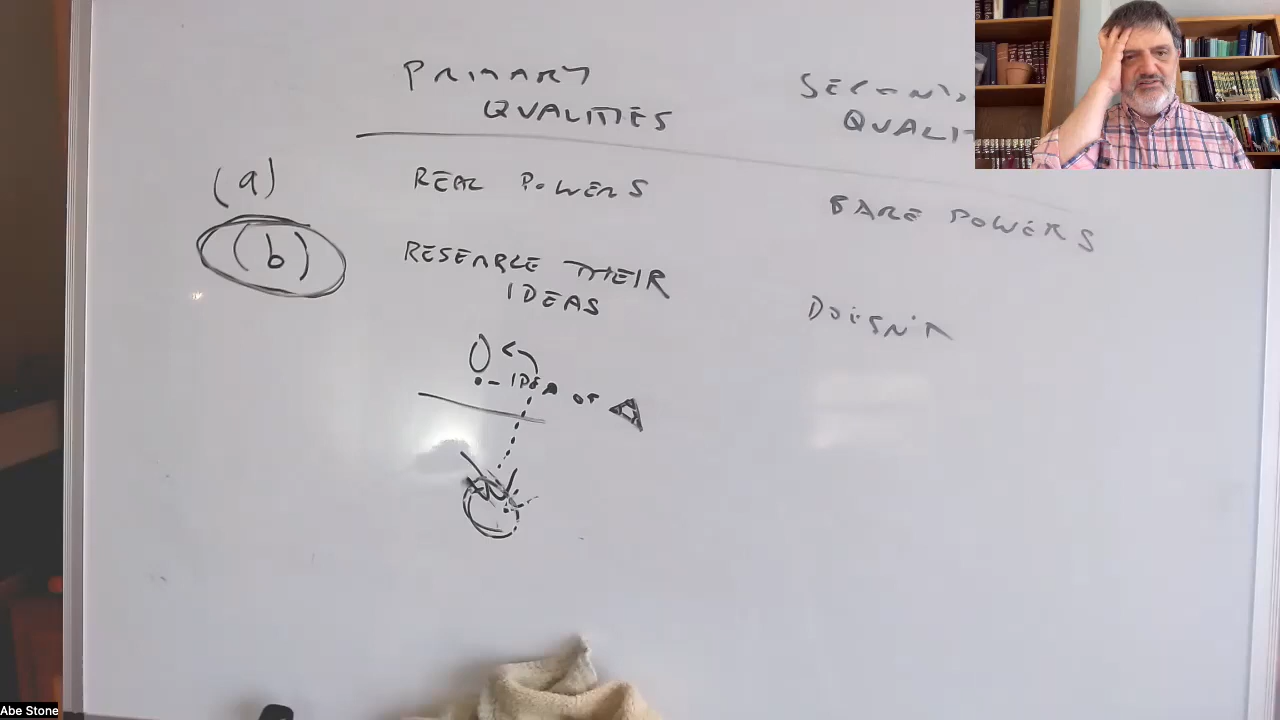 PRIMARY
QUALITIES
SECOND
QUALIT
(a) REAL POWERS BARE POWERS
(b) RESEMBLE THEIR
IDEAS
DOESN'T
IDEA OF
Abe Stone